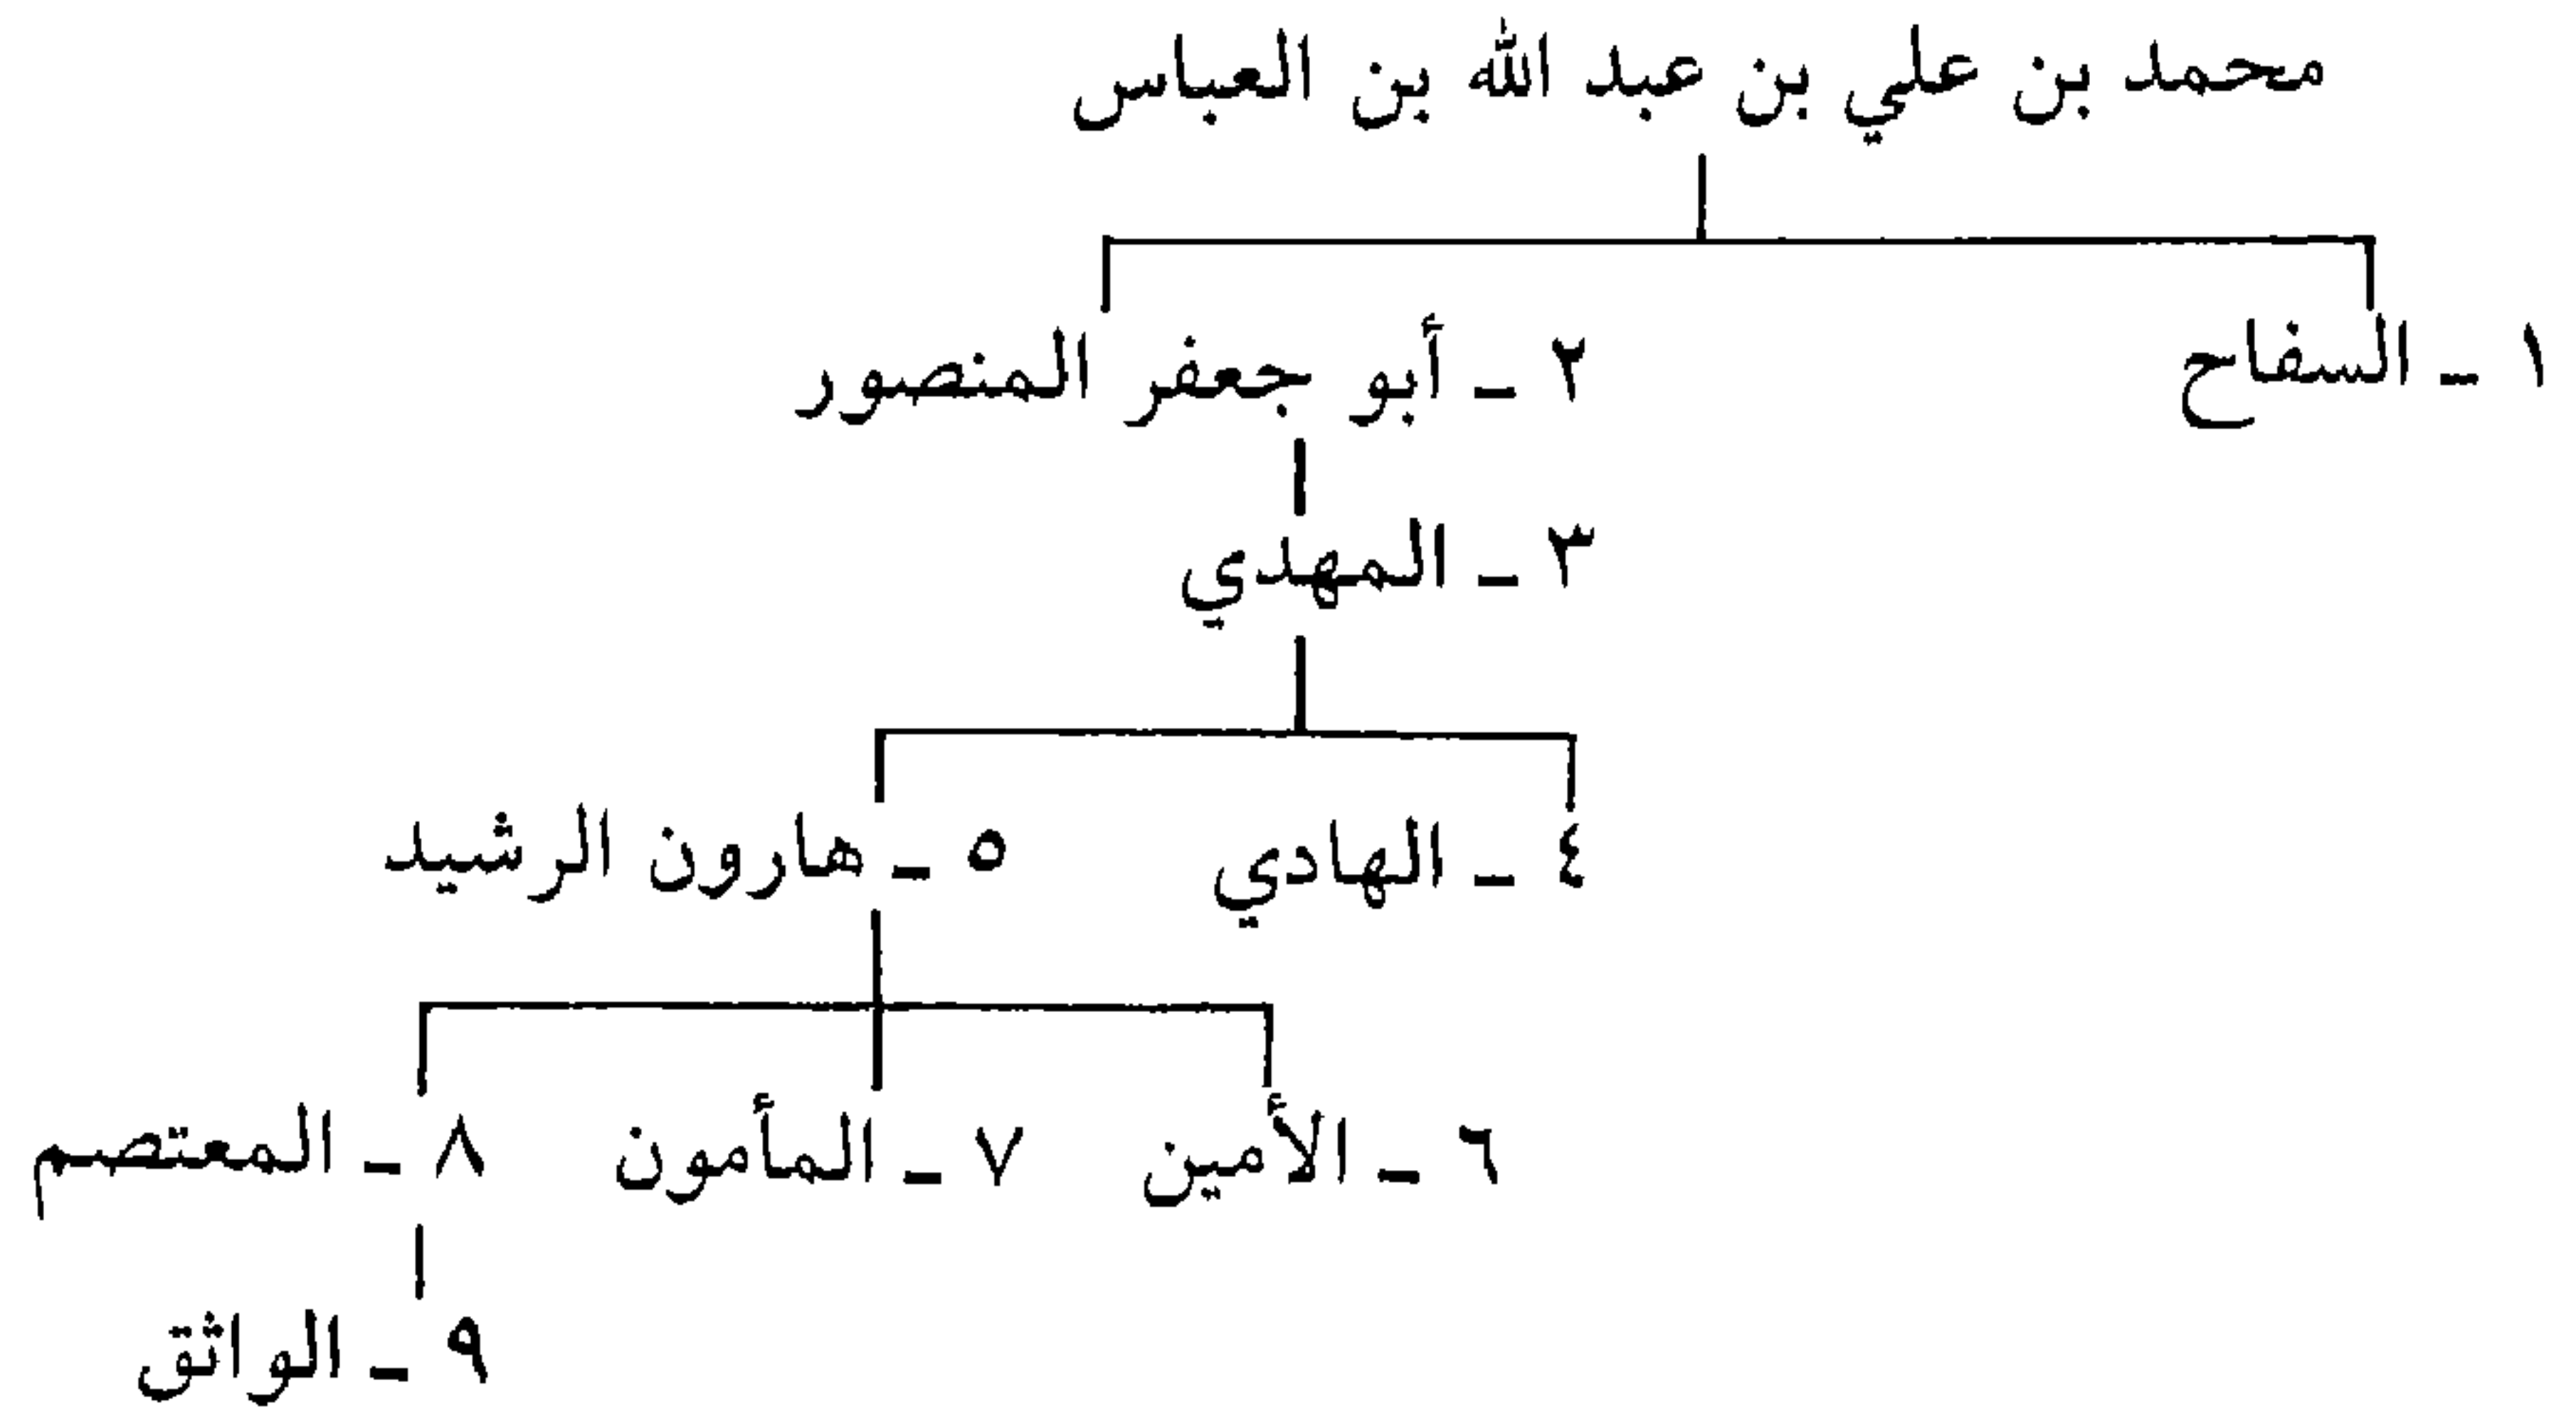 محمد بن علي بن عبد الله بن العباس
١ ـ السفاح ٢ ـ أبو جعفر المنصور
٣ ـ المهدي
٤ ـ الهادي ٥ ـ هارون الرشيد
٦ ـ الأمين ٧ ـ المأمون ٨ ـ المعتصم
٩ ـ الواثق